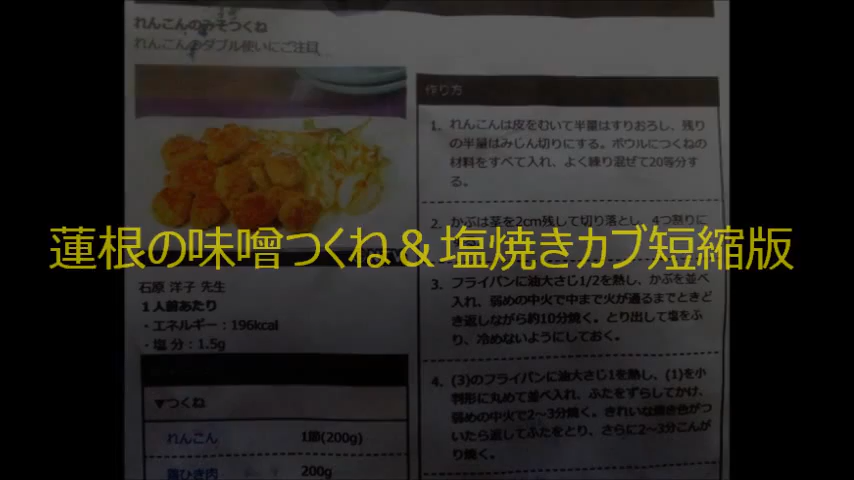 れんこんのみそつくね
れんこんのダブル使いにご注目
作り方
1. れんこんは皮をむいて半量はすりおろし、残り
の半量はみじん切りにする。ボウルにつくねの
材料をすべて入れ、よく練り混ぜて20等分す
る。
2. かぶは茎を2cm残して切り落とし、4つ割りに
蓮根の味噌つくね＆塩焼きカブ短縮版
3. フライパンに油大さじ1/2を熱し、かぶを並べ
入れ、弱めの中火で中まで火が通るまでときど
き返しながら約10分焼く。とり出して塩をふ
り、冷めないようにしておく。
4. (3)のフライパンに油大さじ1を熱し、(1)を小
判形に丸めて並べ入れ、ふたをずらしてかけ、
弱めの中火で2〜3分焼く。きれいな焼き色がつ
いたら返してふたをとり、さらに2〜3分こんが
り焼く。
石原 洋子 先生
１人前あたり
・エネルギー：196kcal
・塩 分：1.5g
▼つくね
れんこん 1節(200g)
鶏ひき肉 200g